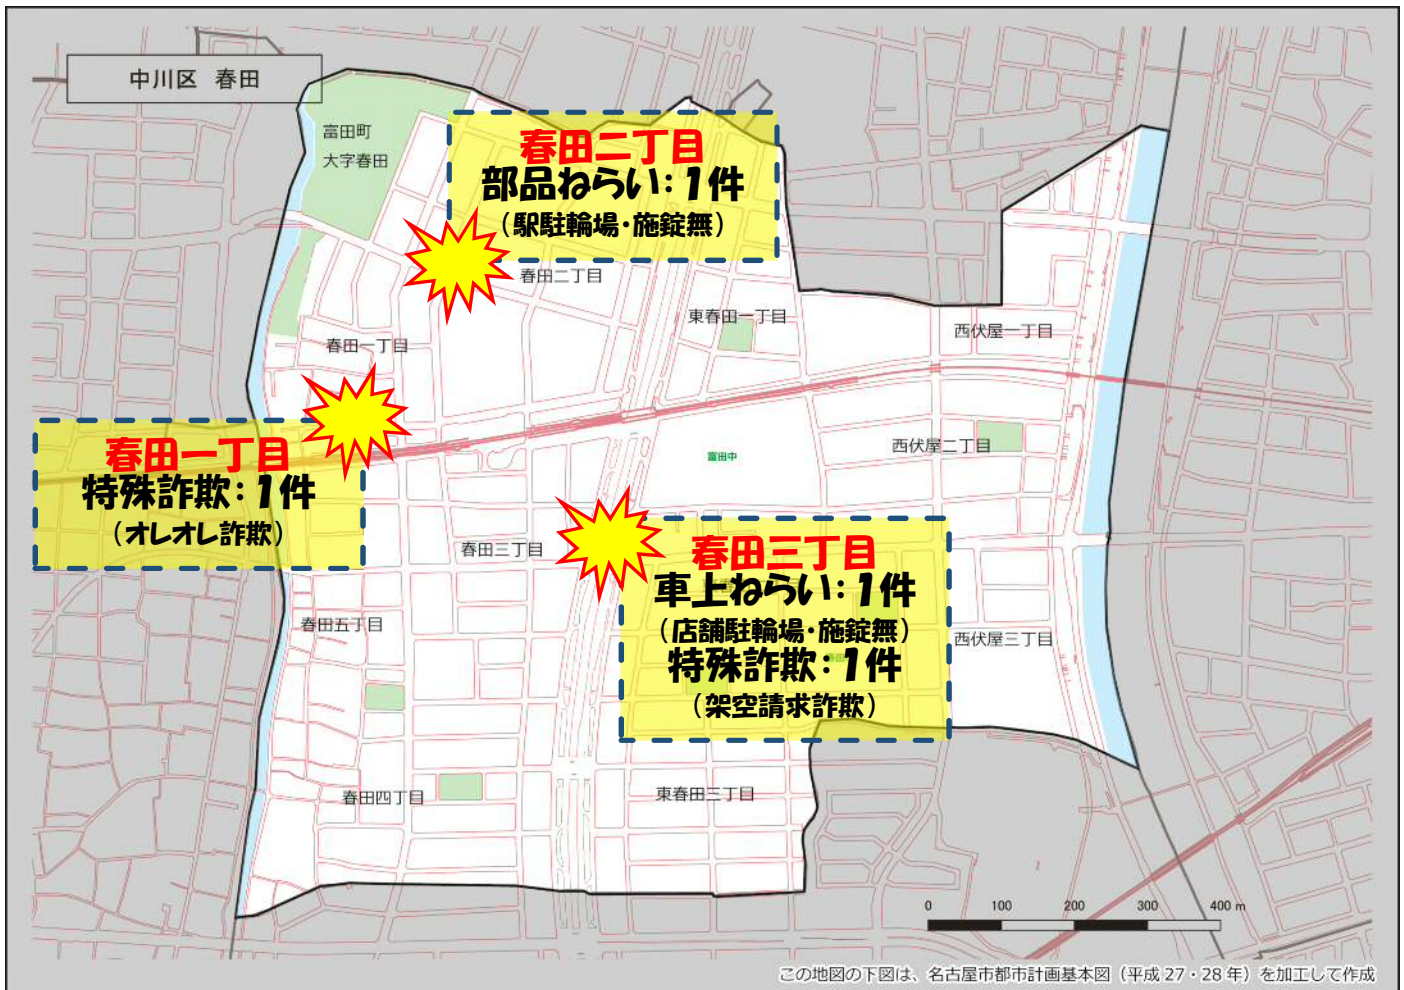 中川区 春田
富田町
大字春田
春田二丁目
部品ねらい：1件
（駅駐輪場・施錠無）
春田二丁目
東春田一丁目
西伏屋一丁目
春田一丁目
春田一丁目
特殊詐欺：1件
（オレオレ詐欺）
西伏屋二丁目
富田中
春田三丁目
春田三丁目
車上ねらい：1件
（店舗駐輪場・施錠無）
特殊詐欺：1件
（架空請求詐欺）
春田五丁目
西伏屋三丁目
春田四丁目
東春田三丁目
0 100 200 300 400 m
この地図の下図は、名古屋市都市計画基本図（平成 27・28 年）を加工して作成